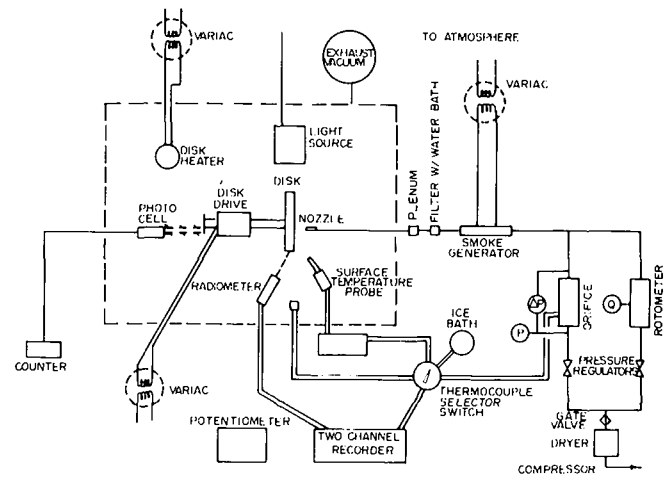 VARIAC
EXHAUST
VACUUM
TO ATMOSPHERE
VARIAC
LIGHT
SOURCE
DISK
HEATER
PLENUM
FILTER W/ WATER BATH
DISK
DRIVE
DISK
PHOTO
CELL
NOZZLE
SMOKE
GENERATOR
RADIOMETER
SURFACE
TEMPERATURE
PROBE
ΔP
ORIFICE
Q
ROTOMETER
ICE
BATH
P
COUNTER
VARIAC
PRESSURE
REGULATORS
THERMOCOUPLE
SELECTOR
SWITCH
POTENTIOMETER
TWO CHANNEL
RECORDER
GATE
VALVE
DRYER
COMPRESSOR